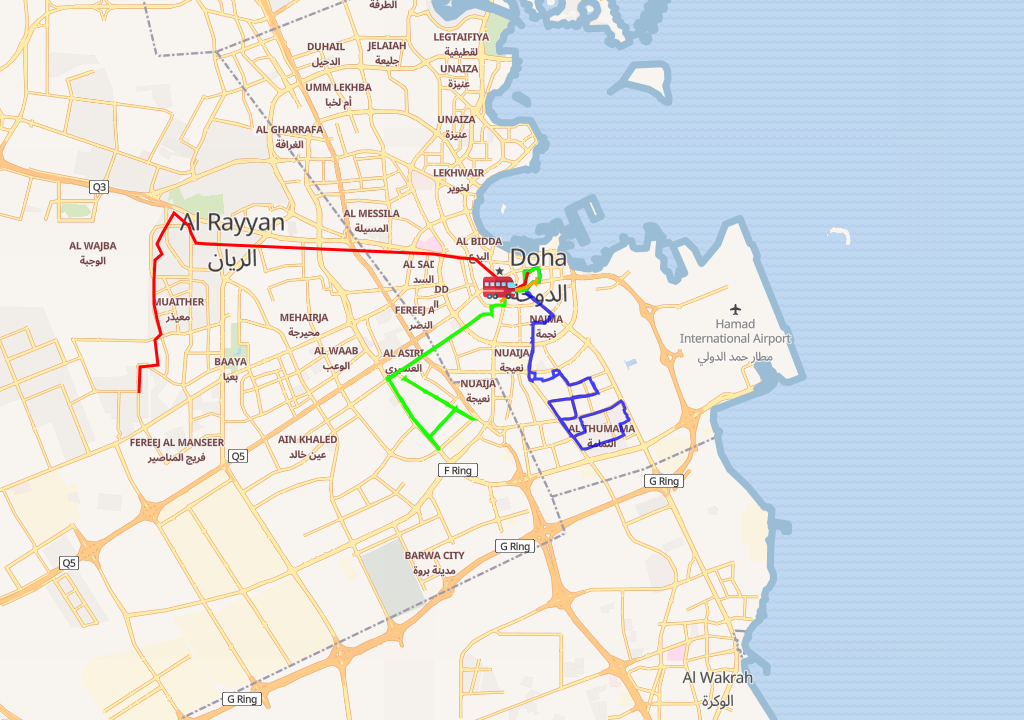 الطرفة
LEGTAIFIYA
لقطيفية
DUHAIL
الدحيل
JELAIAH
جليعة
UNAIZA
عنيزة
UMM LEKHBA
أم لخبا
UNAIZA
عنيزة
AL GHARRAFA
الغرافة
LEKHWAIR
لخوير
Q3
AL MESSILA
المسيلة
Al Rayyan
الريان
AL WAJBA
الوجبة
AL BIDDA
البدع
Doha
الدوحة
AL SAI
السد
DD
ال
MUAITHER
معيذر
FEREEJ A
النصر
MEHAIRJA
محيرجة
NAJMA
نجمة
Hamad
International Airport
مطار حمد الدولي
AL WAAB
الوعب
AL ASIRI
العسيري
NUAIJA
نعيجة
BAAYA
بعيا
NUAIJA
نعيجة
AL THUMAMA
الثمامة
FEREEJ AL MANSEER
فريج المناصير
AIN KHALED
عين خالد
Q5
F Ring
G Ring
G Ring
BARWA CITY
مدينة بروة
Q5
Al Wakrah
الوكرة
G Ring